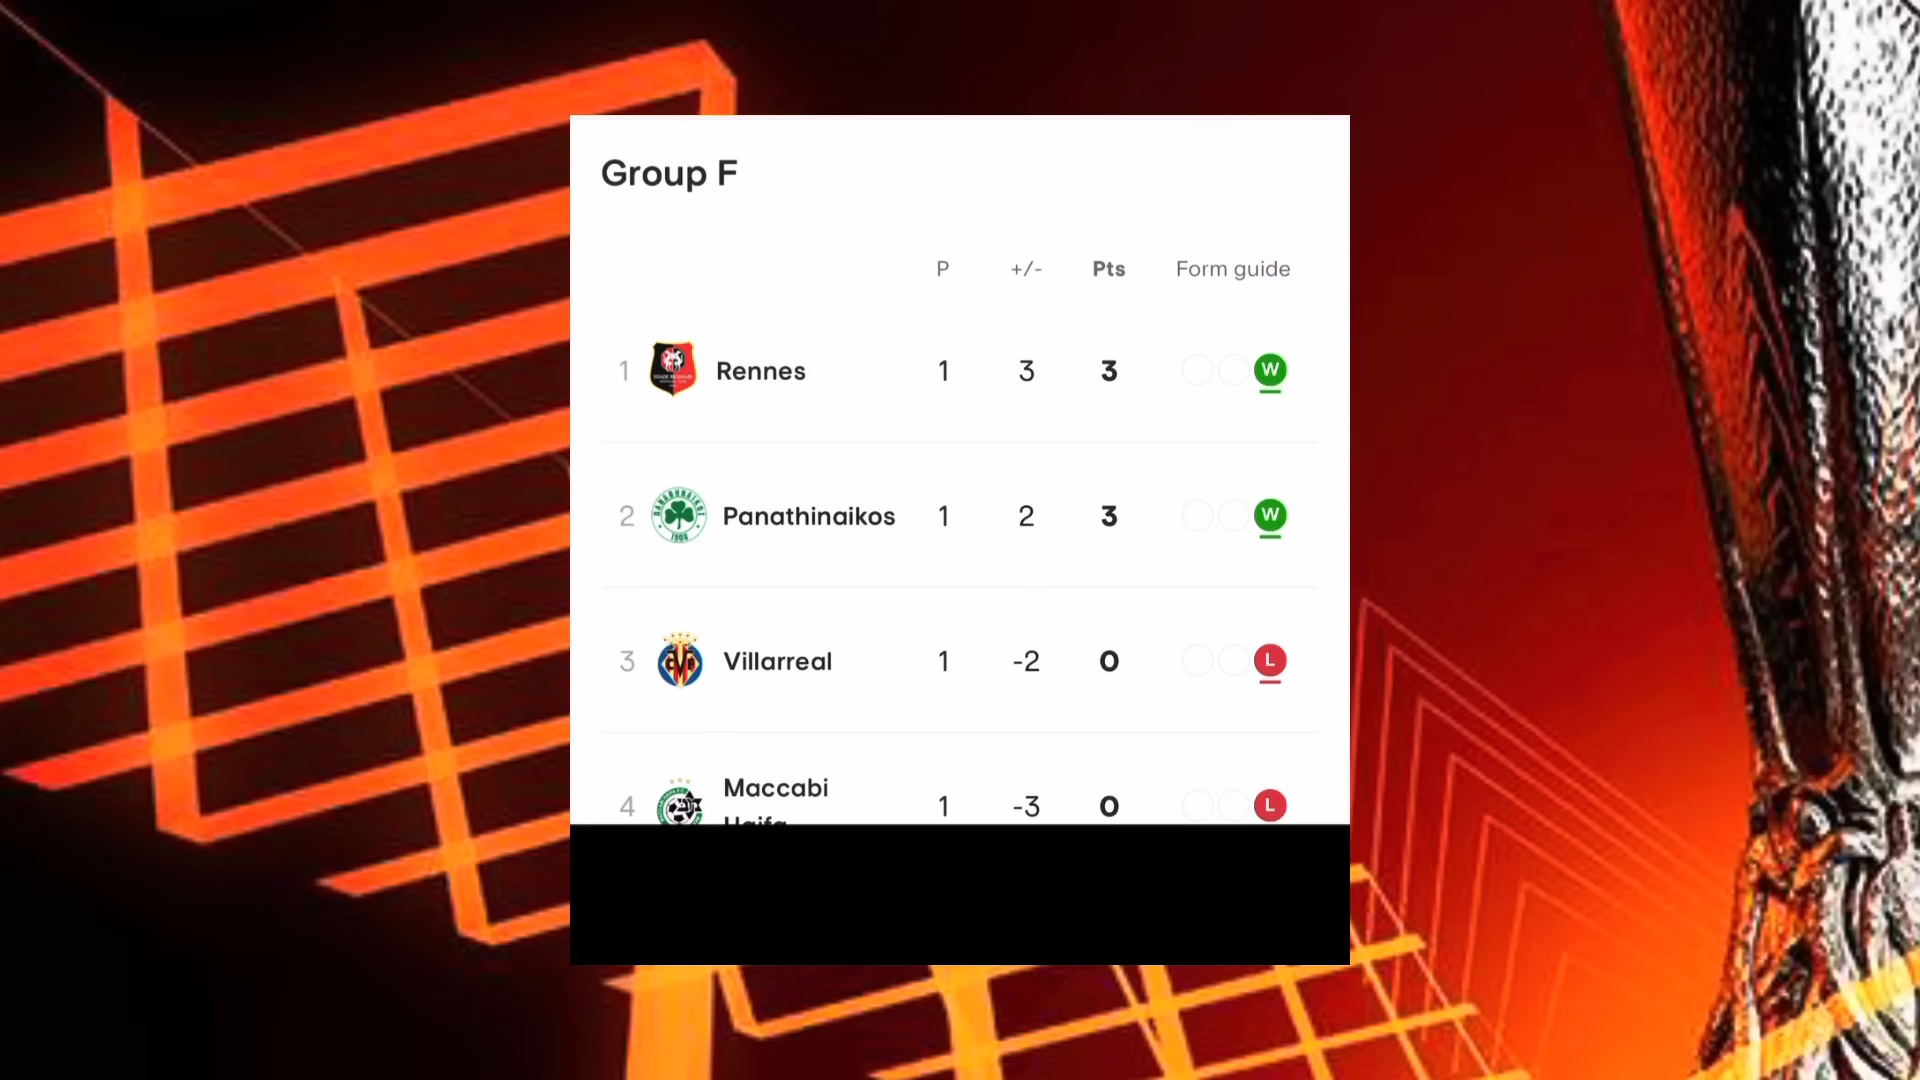 Group F
P +/- Pts Form guide
1 Rennes 1 3 3 W
2 Panathinaikos 1 2 3 W
3 Villarreal 1 -2 0 L
Maccabi
4 1 -3 0 L